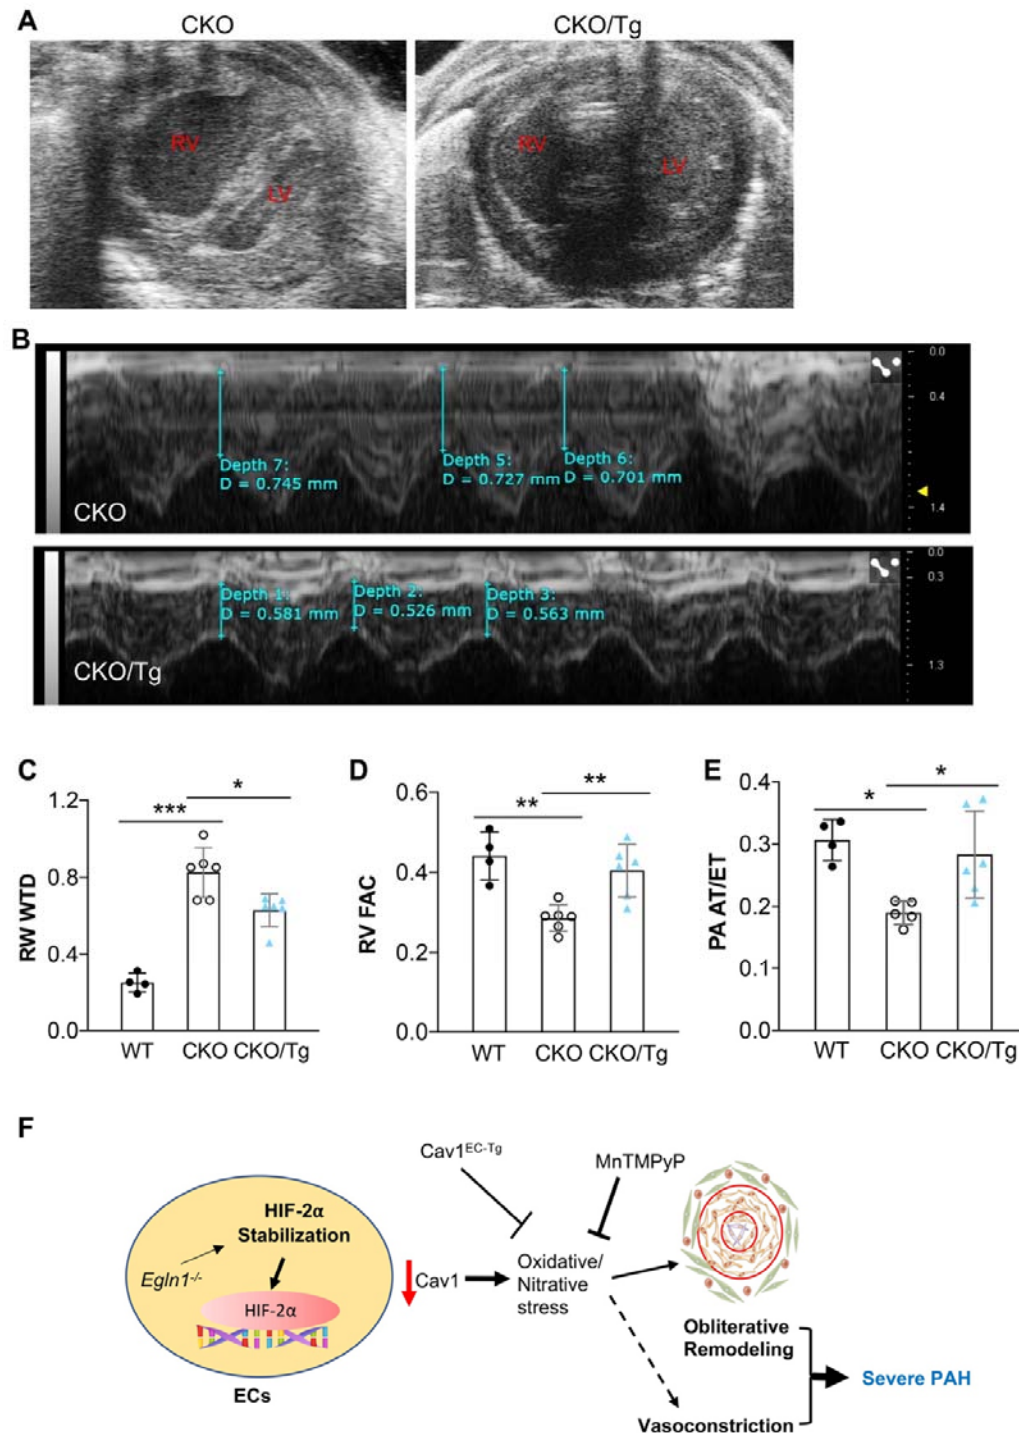 A
CKO
CKO/Tg
RV
LV
RV
LV
B
Depth 7:
D = 0.745 mm
Depth 5:
D = 0.727 mm
Depth 6:
D = 0.701 mm
CKO
0.0
0.4
1.4
Depth 1:
D = 0.581 mm
Depth 2:
D = 0.526 mm
Depth 3:
D = 0.563 mm
CKO/Tg
0.0
0.3
1.3
C
RW WTD
1.2
0.8
0.4
0.0
***
*
WT
CKO
CKO/Tg
D
RV FAC
0.6
0.4
0.2
0.0
**
**
WT
CKO
CKO/Tg
E
PA AT/ET
0.4
0.3
0.2
0.1
0.0
*
*
WT
CKO
CKO/Tg
F
HIF-2α
Stabilization
Egln1-/-
HIF-2α
ECs
Cav1
Cav1EC-Tg
MnTMPyP
Oxidative/
Nitrative
stress
Obliterative
Remodeling
Vasoconstriction
Severe PAH